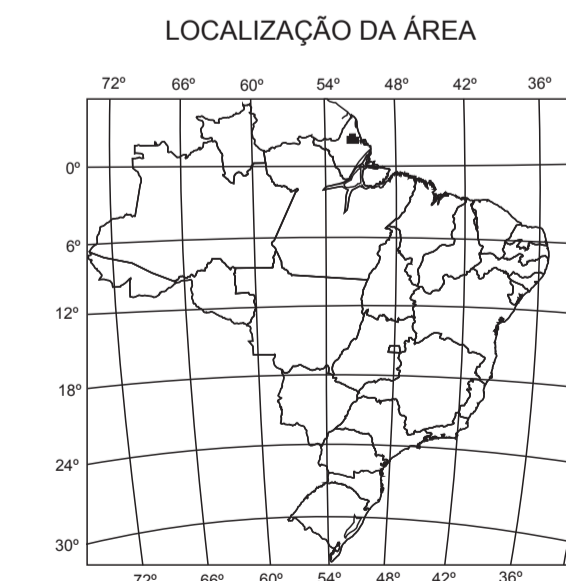 LOCALIZAÇÃO DA ÁREA
72º 66º 60º 54º 48º 42º 36º
0º
6º
12º
18º
24º
30º
72º 66º 60º 54º 48º 42º 36º